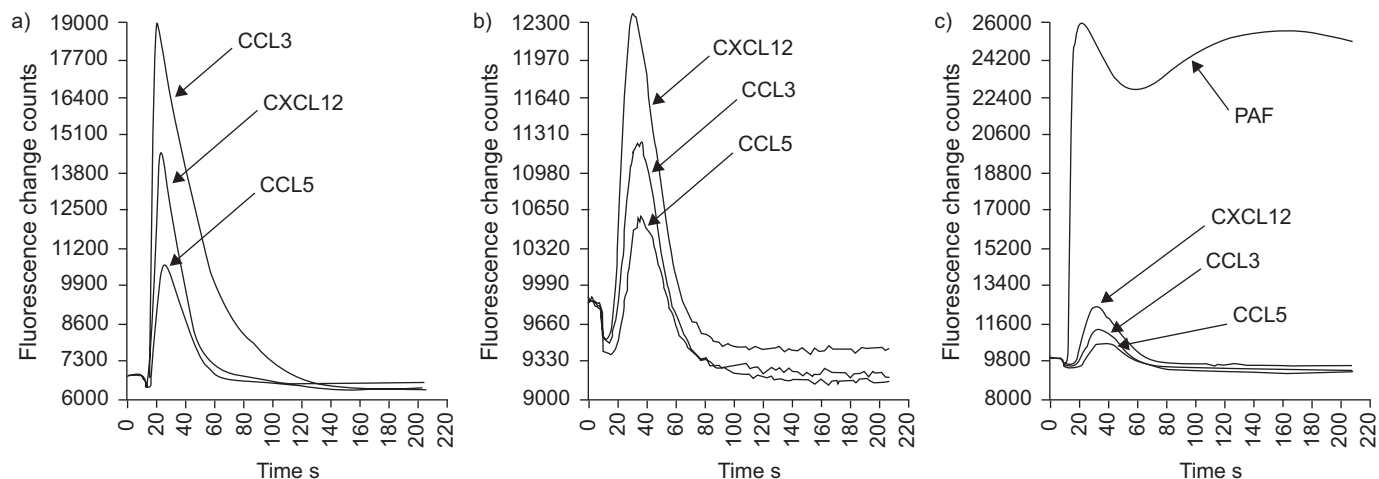 a)
Fluorescence change counts
19000
17700
16400
15100
13800
12500
11200
9900
8600
7300
6000
CCL3
CXCL12
CCL5
0 20 40 60 80 100 120 140 160 180 200 220
Time s
b)
Fluorescence change counts
12300
11970
11640
11310
10980
10650
10320
9990
9660
9330
9000
CXCL12
CCL3
CCL5
0 20 40 60 80 100 120 140 160 180 200 220
Time s
c)
Fluorescence change counts
26000
24200
22400
20600
18800
17000
15200
13400
11600
9800
8000
PAF
CXCL12
CCL3
CCL5
0 20 40 60 80 100 120 140 160 180 200 220
Time s